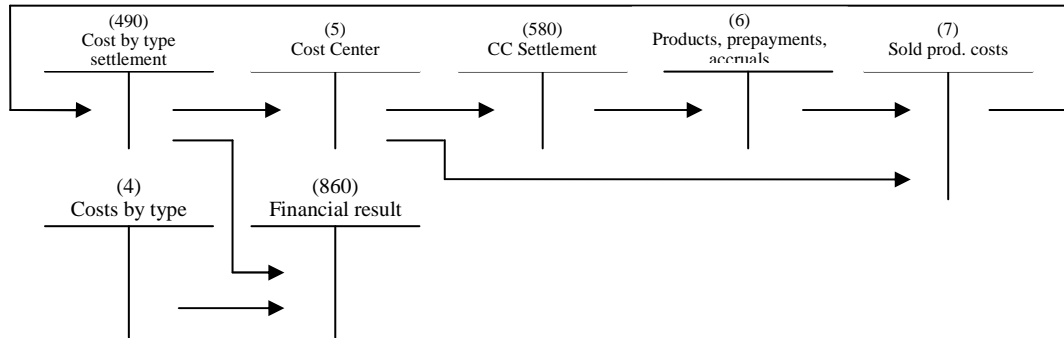 (490)
Cost by type
settlement
(5)
Cost Center
(580)
CC Settlement
(6)
Products, prepayments,
accruals
(7)
Sold prod. costs
(4)
Costs by type
(860)
Financial result